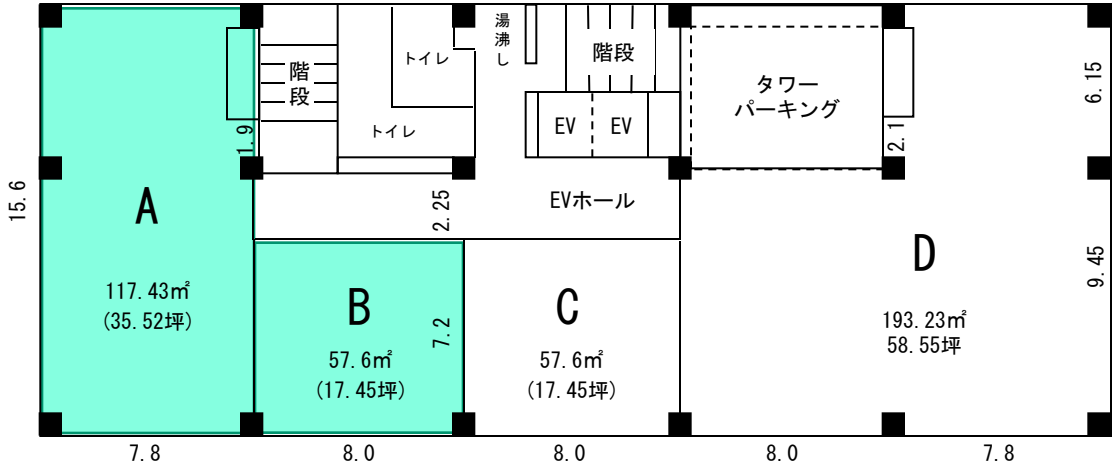 湯沸し
階段
トイレ
階段
タワー
パーキング
6.15
EV
EV
トイレ
1.9
2.1
15.6
A
2.25
EVホール
D
9.45
117.43㎡
(35.52坪)
B
7.2
C
193.23㎡
58.55坪
57.6㎡
(17.45坪)
57.6㎡
(17.45坪)
7.8
8.0
8.0
8.0
7.8